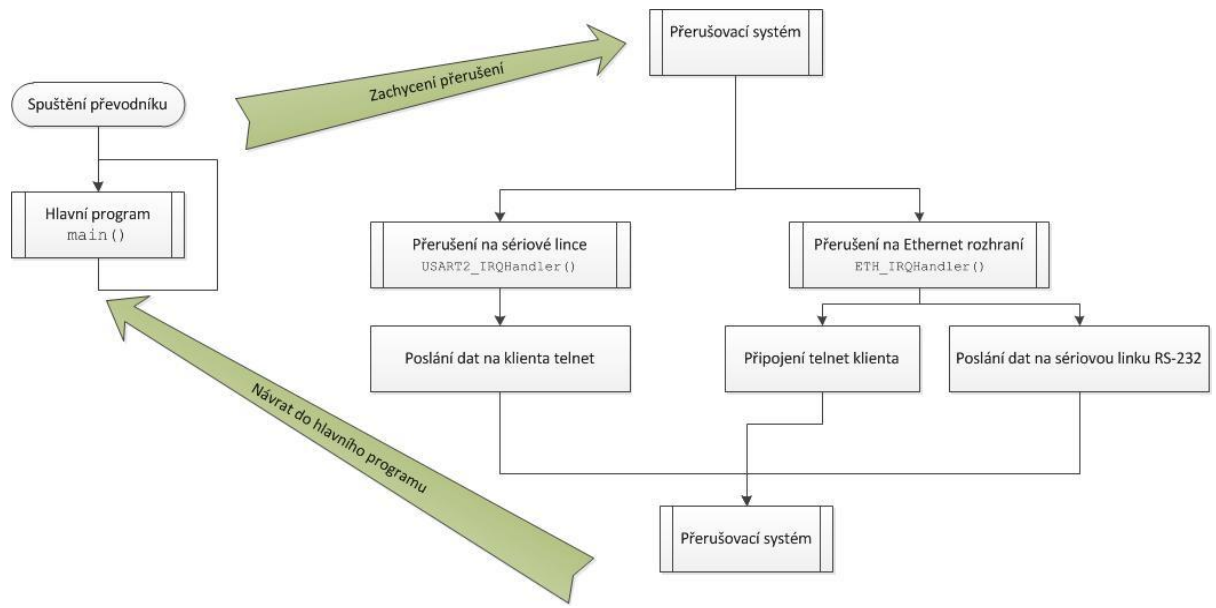 Přerušovací systém
Zachycení přerušení
Spuštění převodníku
Hlavní program
main()
Přerušení na sériové lince
USART2_IRQHandler()
Přerušení na Ethernet rozhraní
ETH_IRQHandler()
Poslání dat na klienta telnet
Připojení telnet klienta
Poslání dat na sériovou linku RS-232
Návrat do hlavního programu
Přerušovací systém